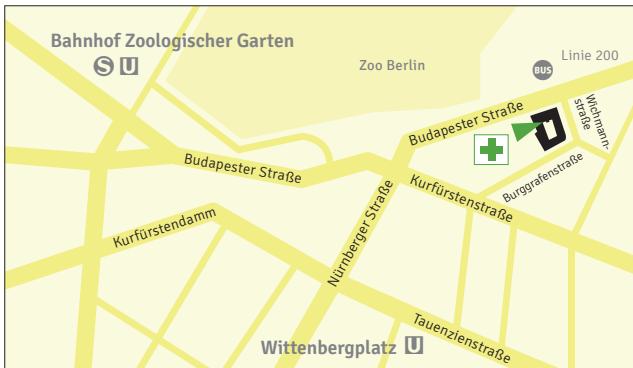 Bahnhof Zoologischer Garten
S U
Zoo Berlin
Linie 200
BUS
Budapester Straße
Wichmann-
straße
Budapester Straße
Burggrafenstraße
Kurfürstenstraße
Kurfürstendamm
Nürnberger Straße
Tauenzienstraße
Wittenbergplatz U